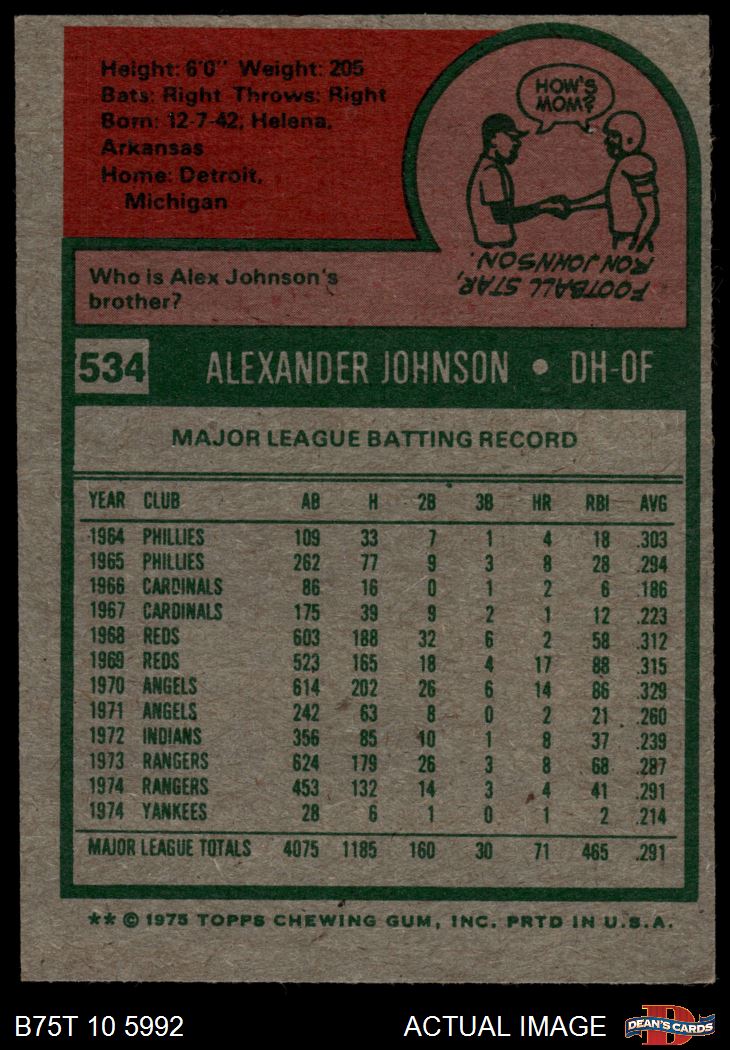 Height: 6'0" Weight: 205
Bats: Right Throws: Right
Born: 12-7-42, Helena,
Arkansas
Home: Detroit,
Michigan
HOW'S
MOM?
Who is Alex Johnson's
brother?
FOOTBALL STAR,
RON JOHNSON.
534 ALEXANDER JOHNSON • DH-OF
MAJOR LEAGUE BATTING RECORD
YEAR CLUB AB H 2B 3B HR RBI AVG
1964 PHILLIES 109 33 7 1 4 18 .303
1965 PHILLIES 262 77 9 3 8 28 .294
1966 CARDINALS 86 16 0 1 2 6 .186
1967 CARDINALS 175 39 9 2 1 12 .223
1968 REDS 603 188 32 6 2 58 .312
1969 REDS 523 165 18 4 17 88 .315
1970 ANGELS 614 202 26 6 14 86 .329
1971 ANGELS 242 63 8 0 2 21 .260
1972 INDIANS 356 85 10 1 8 37 .239
1973 RANGERS 624 179 26 3 8 68 .287
1974 RANGERS 453 132 14 3 4 41 .291
1974 YANKEES 28 6 1 0 1 2 .214
MAJOR LEAGUE TOTALS 4075 1185 160 30 71 465 .291
** © 1975 TOPPS CHEWING GUM, INC. PRTD IN U.S.A.
B75T 10 5992 ACTUAL IMAGE
D
DEAN'S CARDS